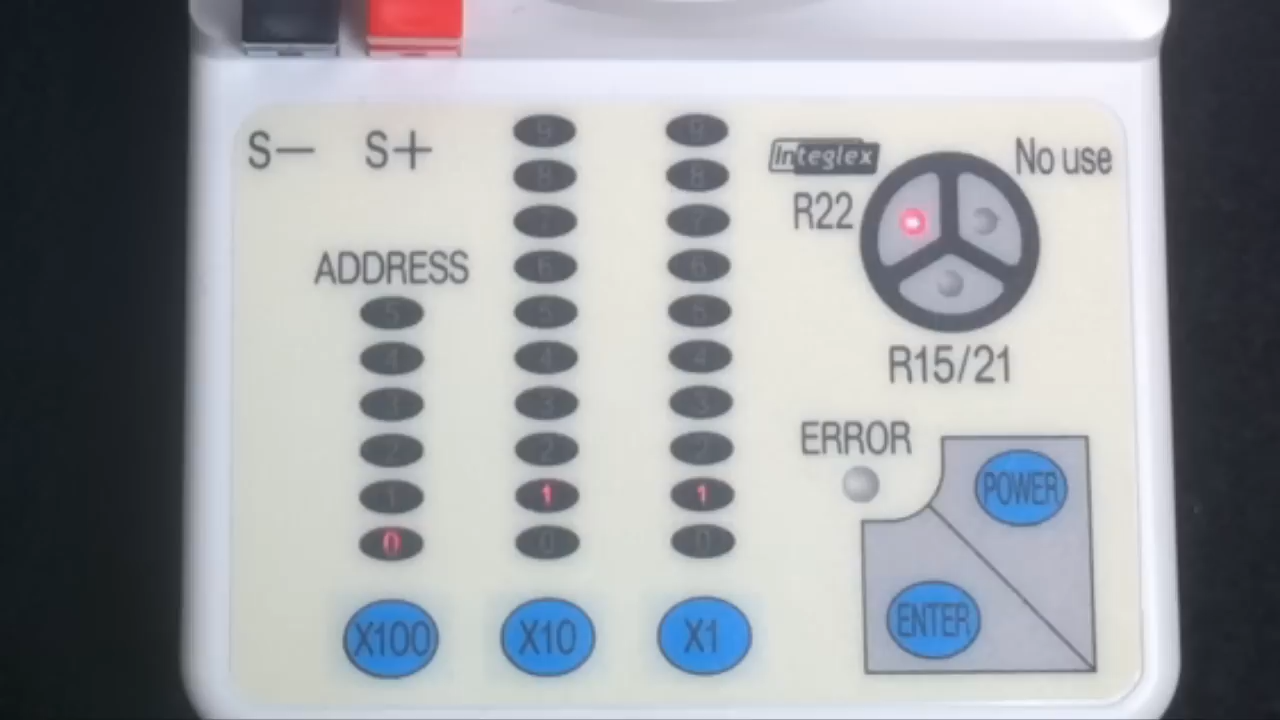 S− S+
Integlex
No use
R22
R15/21
ADDRESS
9 9
8 8
7 7
6 6
5 5 5
4 4 4
3 3 3
2 2 2
1 1 1
0 0 0
ERROR
POWER
ENTER
X100 X10 X1